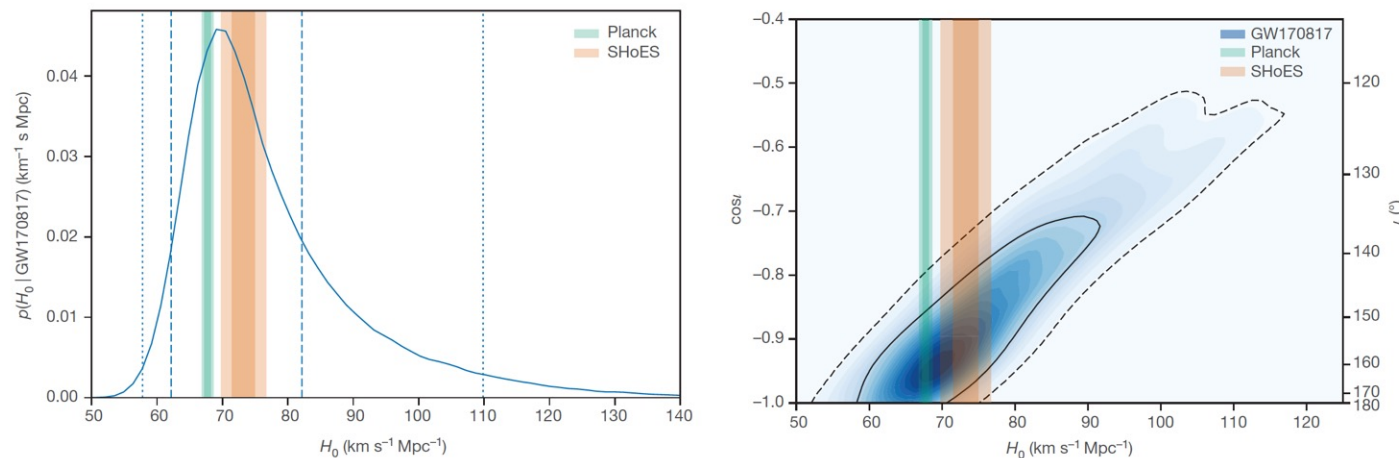 Planck
SHoES
p(H₀ | GW170817) (km⁻¹ s Mpc)
0.04
0.03
0.02
0.01
0.00
50 60 70 80 90 100 110 120 130 140
H₀ (km s⁻¹ Mpc⁻¹)
GW170817
Planck
SHoES
cosι
−0.4
−0.5
−0.6
−0.7
−0.8
−0.9
−1.0
120
130
140
150
160
170
180
ι (°)
50 60 70 80 90 100 110 120
H₀ (km s⁻¹ Mpc⁻¹)